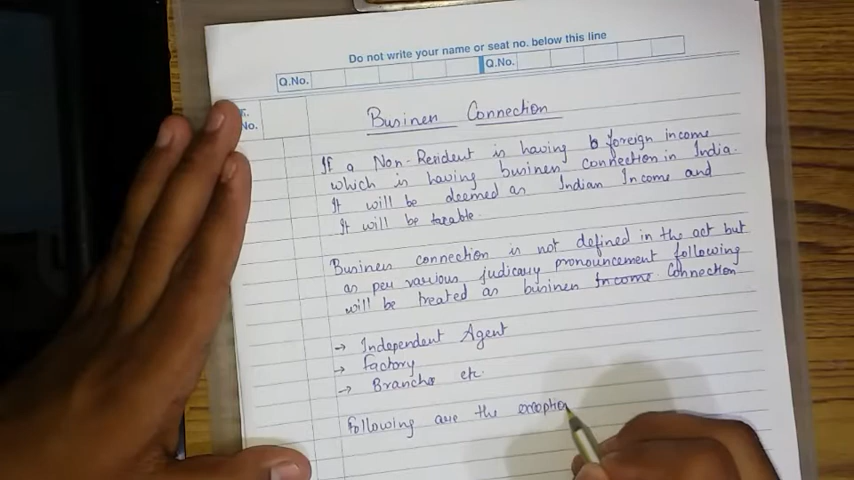 Do not write your name or seat no. below this line
Q.No. Q.No.
No.
Business Connection
If a Non-Resident is having foreign income
which is having business connection in India.
It will be deemed as Indian Income and
It will be taxable.
Business connection is not defined in the act but
as per various judicary pronouncement following
will be treated as business Income Connection
→ Independent Agent
→ Factory
→ Branchs etc.
Following are the exception